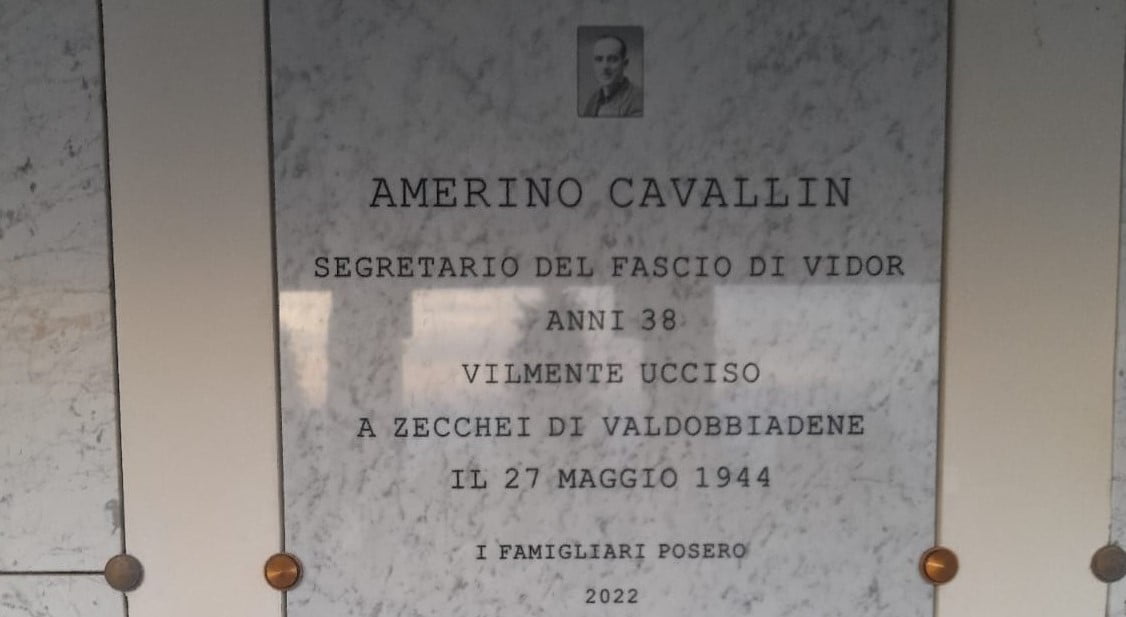 AMERINO CAVALLIN
SEGRETARIO DEL FASCIO DI VIDOR
ANNI 38
VILMENTE UCCISO
A ZECCHEI DI VALDOBBIADENE
IL 27 MAGGIO 1944
I FAMIGLIARI POSERO
2022